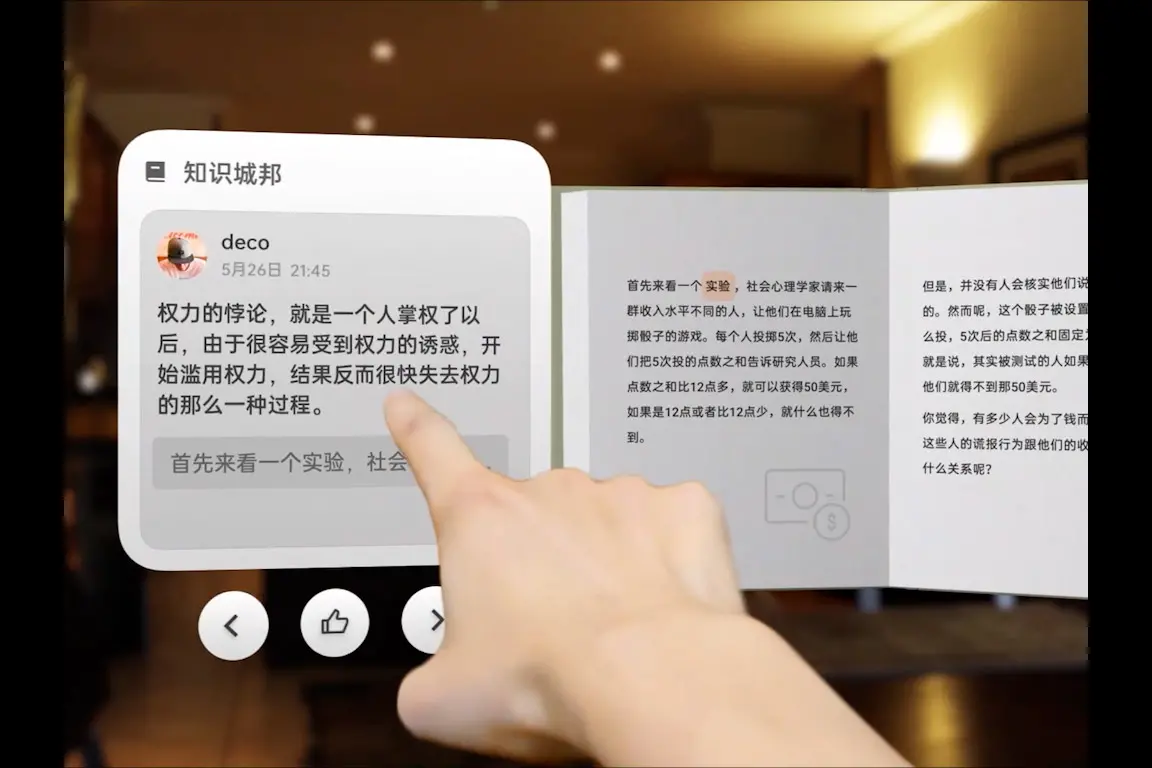 知识城邦
deco
5月26日 21:45
权力的悖论，就是一个人掌权了以
后，由于很容易受到权力的诱惑，开
始滥用权力，结果反而很快失去权力
的那么一种过程。
首先来看一个实验，社会
首先来看一个实验，社会心理学家请来一
群收入水平不同的人，让他们在电脑上玩
掷骰子的游戏。每个人投掷5次，然后让他
们把5次投的点数之和告诉研究人员。如果
点数之和比12点多，就可以获得50美元，
如果是12点或者比12点少，就什么也得不
到。
$
但是，并没有人会核实他们说
的。然而呢，这个骰子被设置
么投，5次后的点数之和固定
就是说，其实被测试的人如果
他们就得不到那50美元。
你觉得，有多少人会为了钱而
这些人的谎报行为跟他们的收
什么关系呢？